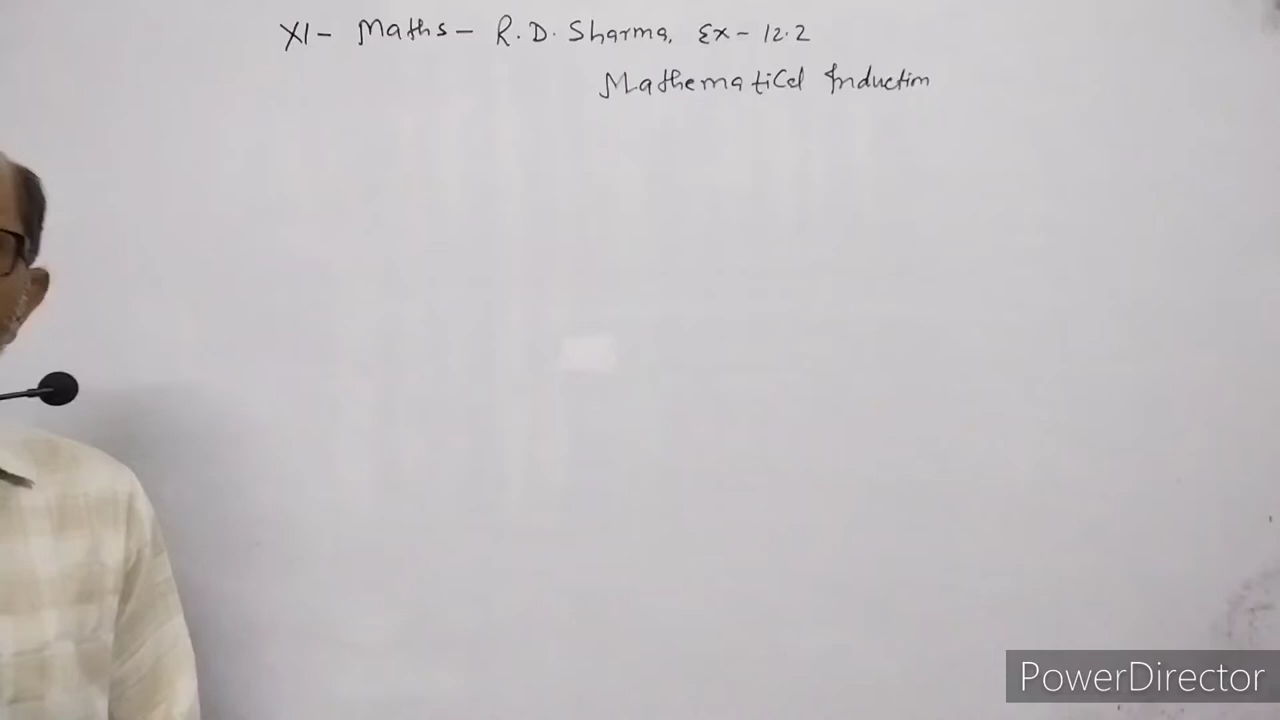 XI - Maths - R.D. Sharma, Ex - 12.2
Mathematical Induction
PowerDirector